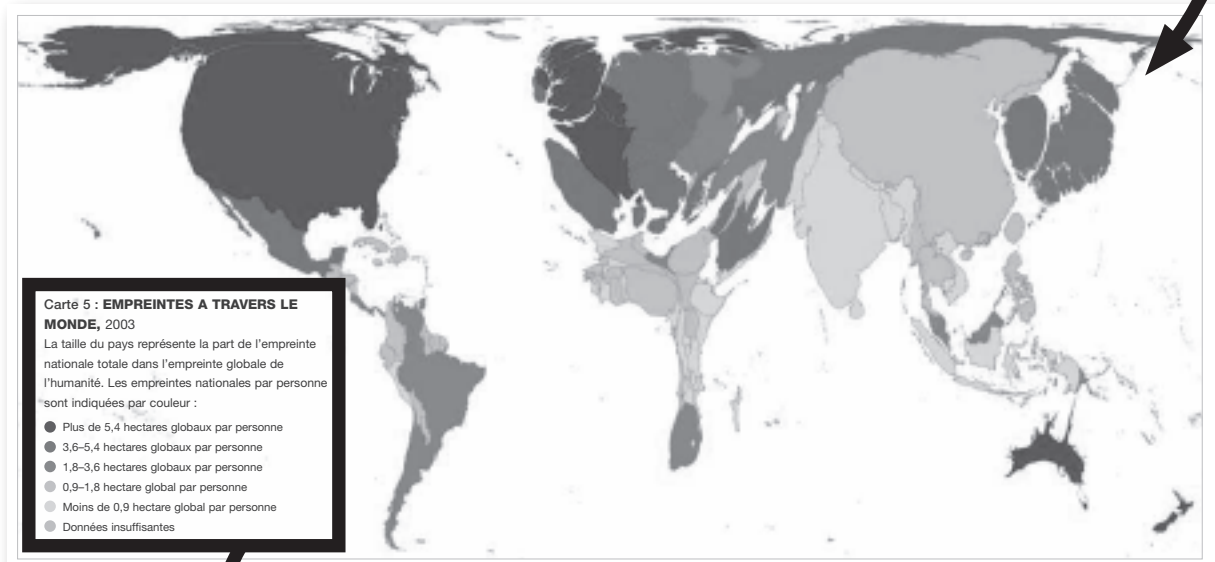 Carte 5 : EMPREINTES A TRAVERS LE
MONDE, 2003
La taille du pays représente la part de l'empreinte
nationale totale dans l'empreinte globale de
l'humanité. Les empreintes nationales par personne
sont indiquées par couleur :
Plus de 5,4 hectares globaux par personne
3,6–5,4 hectares globaux par personne
1,8–3,6 hectares globaux par personne
0,9–1,8 hectare global par personne
Moins de 0,9 hectare global par personne
Données insuffisantes